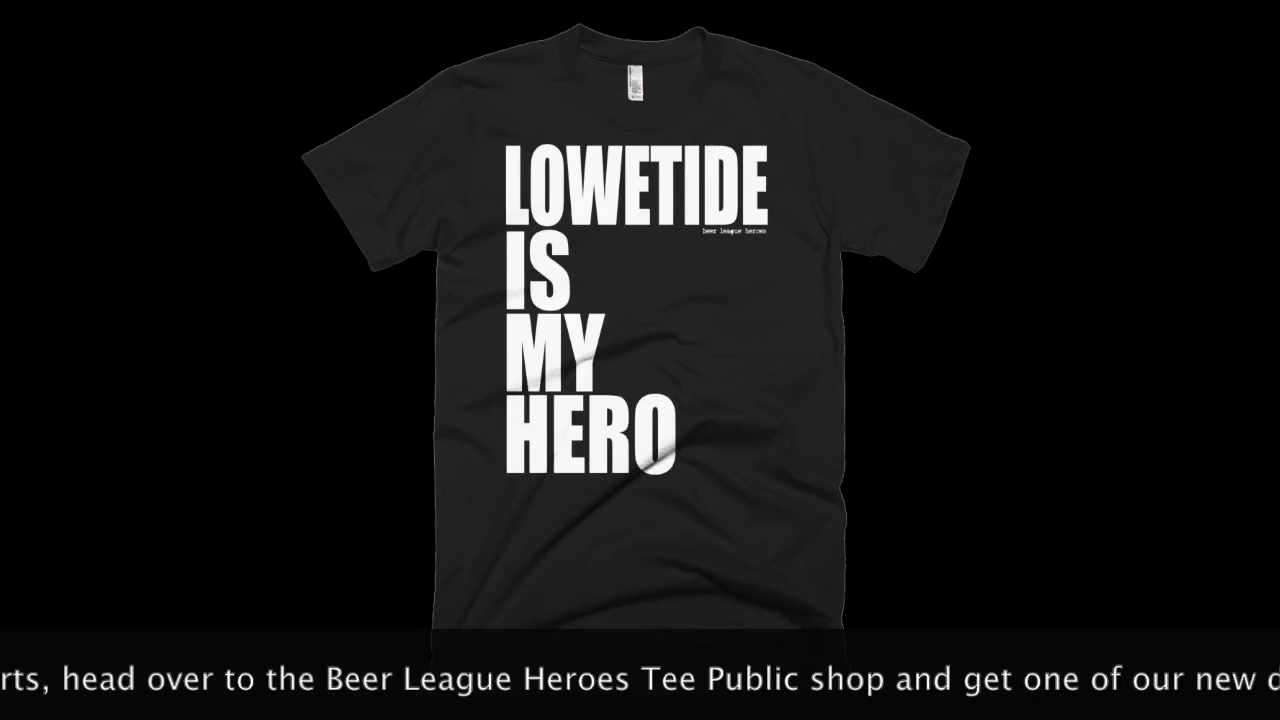 LOWETIDE
beer league heroes
IS
MY
HERO
rts, head over to the Beer League Heroes Tee Public shop and get one of our new